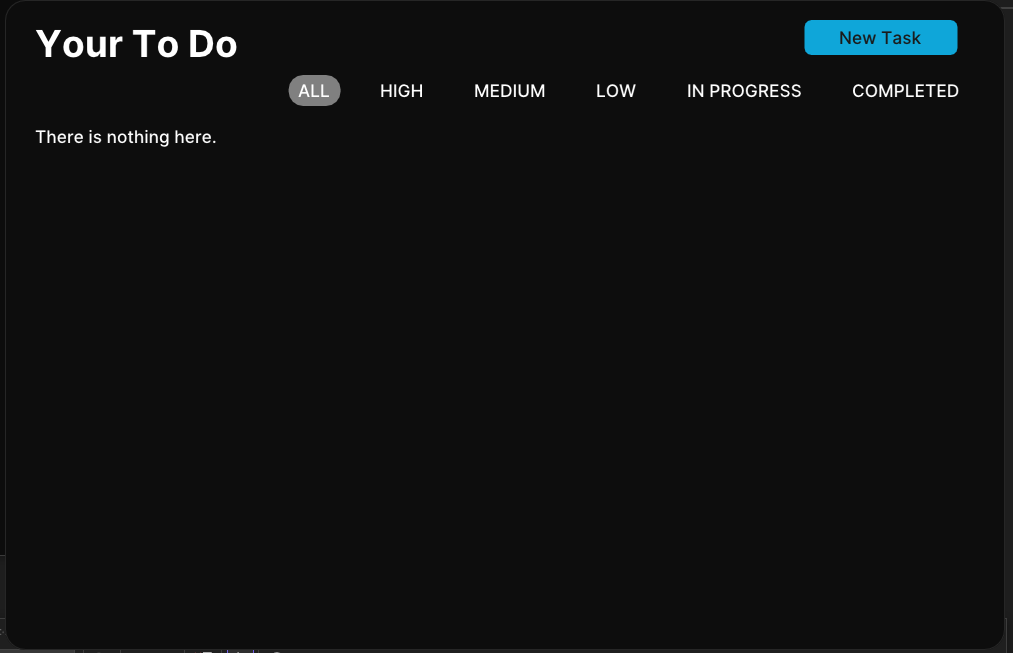 Your To Do
New Task
ALL HIGH MEDIUM LOW IN PROGRESS COMPLETED
There is nothing here.